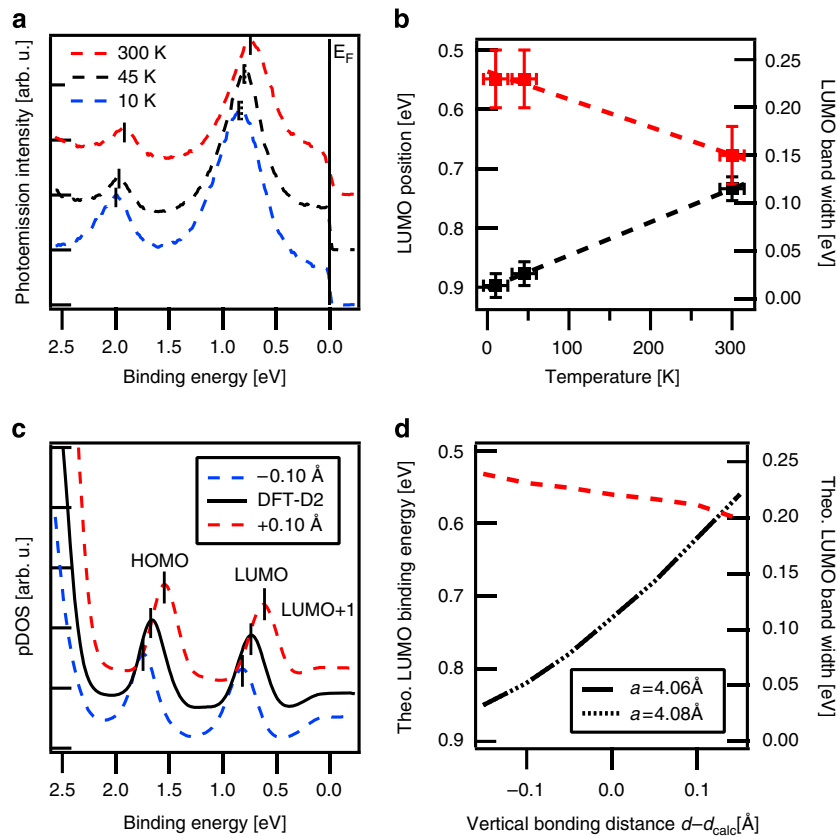 a
Photoemission intensity [arb. u.]
300 K
45 K
10 K
E_F
2.5 2.0 1.5 1.0 0.5 0.0
Binding energy [eV]
b
LUMO position [eV]
0.5
0.6
0.7
0.8
0.9
0 100 200 300
Temperature [K]
0.25
0.20
0.15
0.10
0.05
0.00
LUMO band width [eV]
c
pDOS [arb. u.]
−0.10 Å
DFT-D2
+0.10 Å
HOMO
LUMO
LUMO+1
2.5 2.0 1.5 1.0 0.5 0.0
Binding energy [eV]
d
Theo. LUMO binding energy [eV]
0.5
0.6
0.7
0.8
0.9
a=4.06Å
a=4.08Å
−0.1 0.0 0.1
Vertical bonding distance d–d_calc[Å]
0.25
0.20
0.15
0.10
0.05
0.00
Theo. LUMO band width [eV]